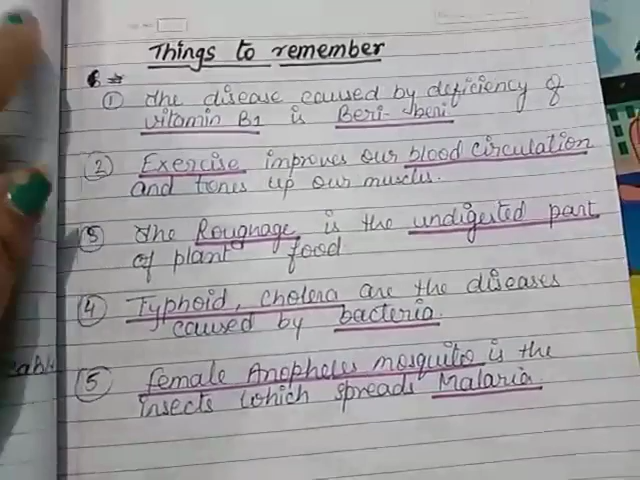 Things to remember
① The disease caused by deficiency of
vitamin B1 is Beri-beri
② Exercise improves our blood circulation
and tones up our muscles.
③ The Roughage is the undigested part
of plant food
④ Typhoid, cholera are the diseases
caused by bacteria.
⑤ female Anopheles mosquito is the
insects which spreads Malaria